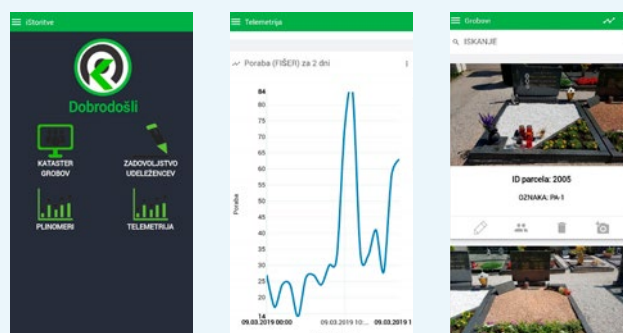 iStoritve
Dobrodošli
KATASTER
GROBOV
ZADOVOLJSTVO
UDELEŽENCEV
PLINOMERI
TELEMETRIJA
Telemetrija
Poraba (FIŠER) za 2 dni
84
80
75
70
65
60
55
50
45
40
35
30
25
20
14
Poraba
09.03.2019 00:00
09.03.2019 10:...
09.03.2019 1
Grobovi
ISKANJE
ID parcela: 2005
OZNAKA: PA-1